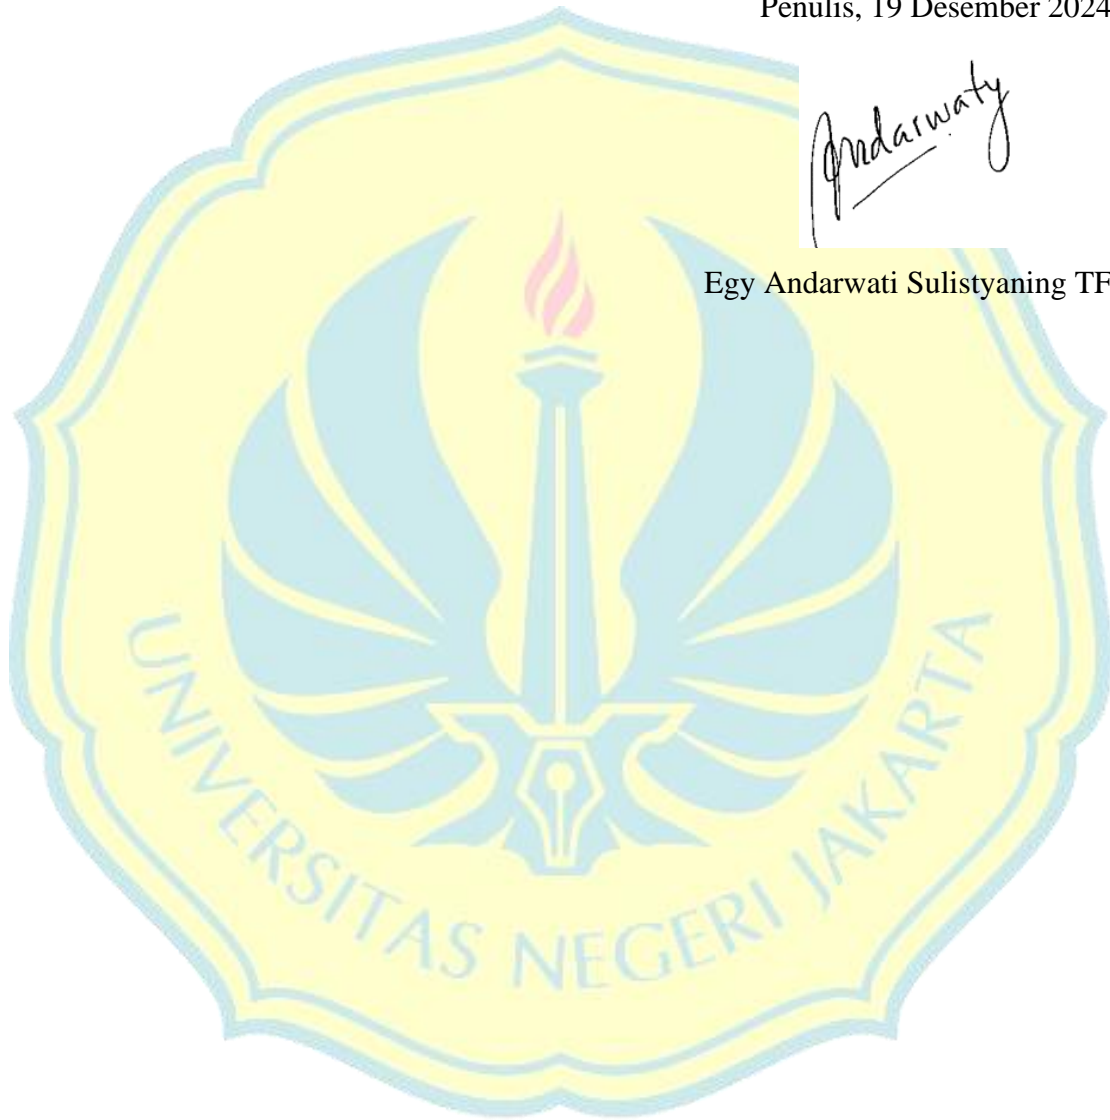 Penulis, 19 Desember 2024
Andarwaty
Egy Andarwati Sulistyaning TF
UNIVERSITAS NEGERI JAKARTA